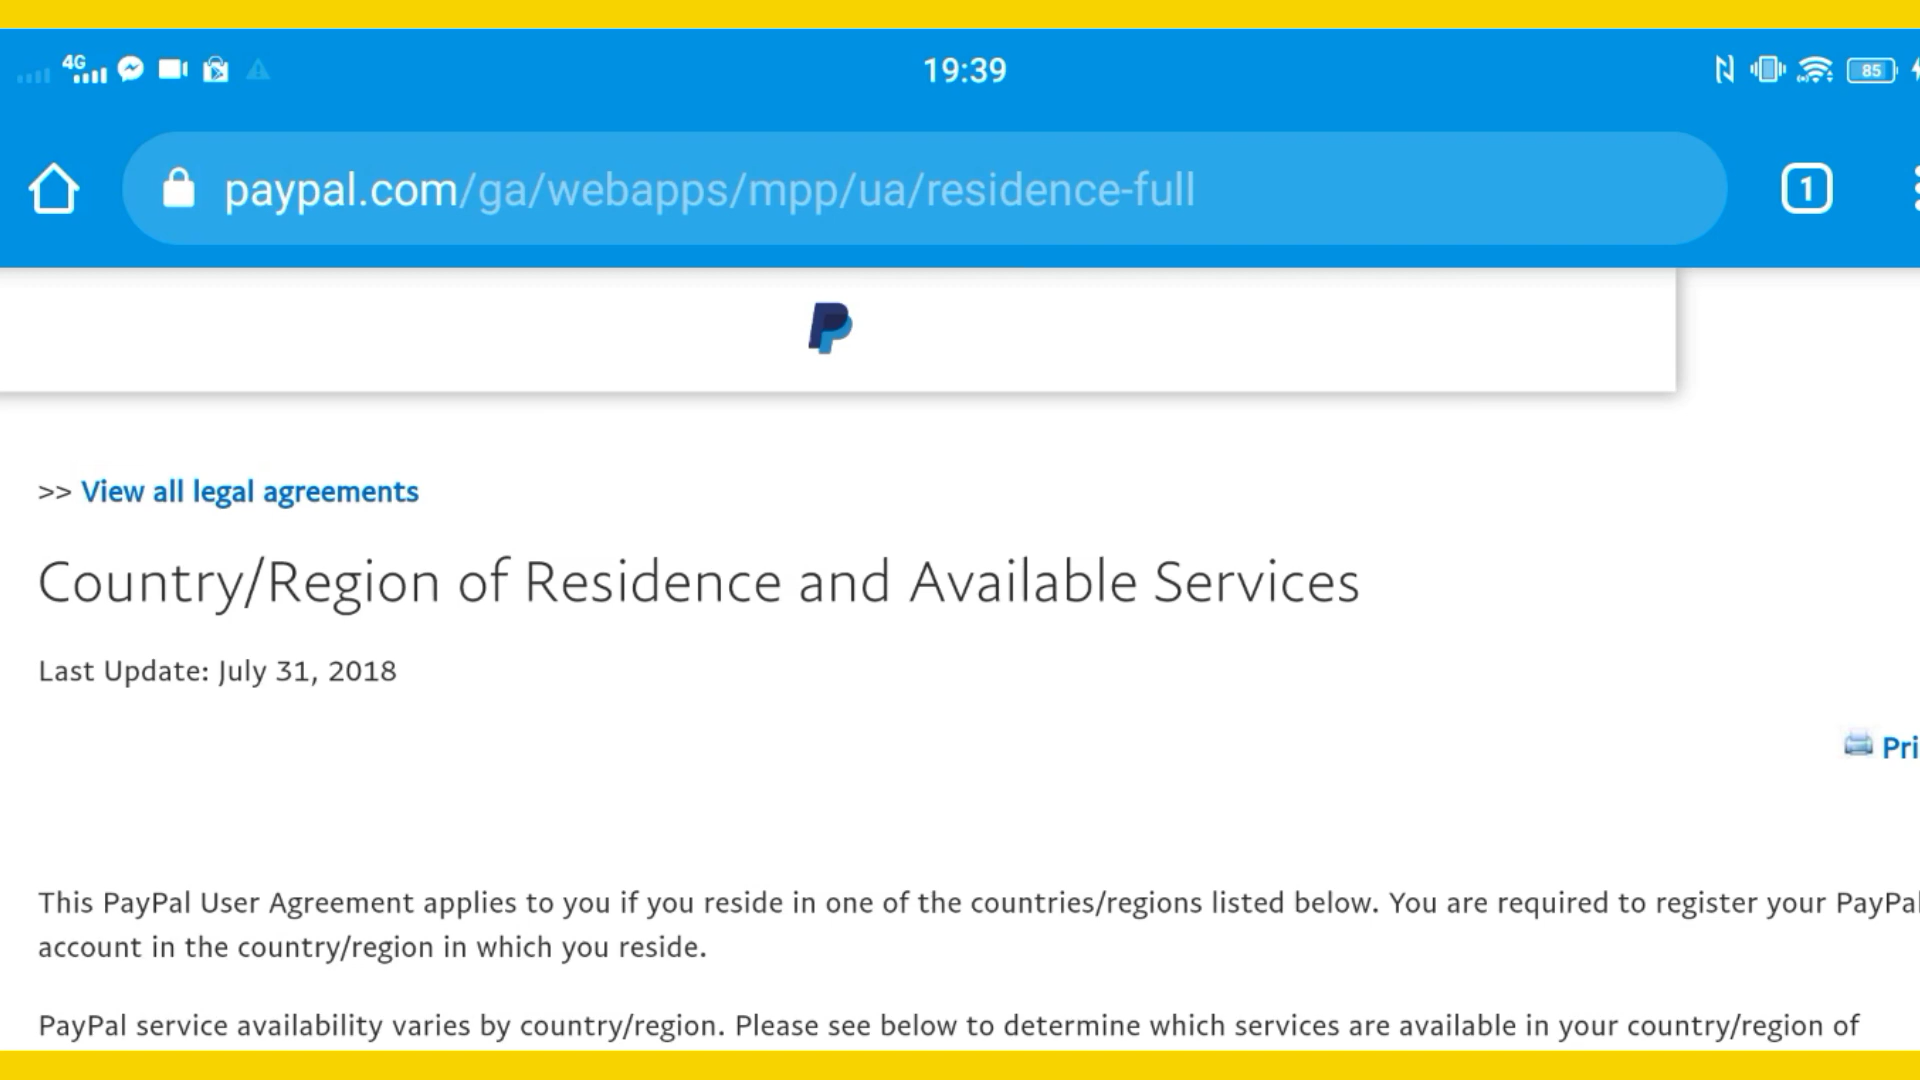 4G
19:39
85
paypal.com/ga/webapps/mpp/ua/residence-full
1
>> View all legal agreements
Country/Region of Residence and Available Services
Last Update: July 31, 2018
Pri
This PayPal User Agreement applies to you if you reside in one of the countries/regions listed below. You are required to register your PayPal
account in the country/region in which you reside.
PayPal service availability varies by country/region. Please see below to determine which services are available in your country/region of